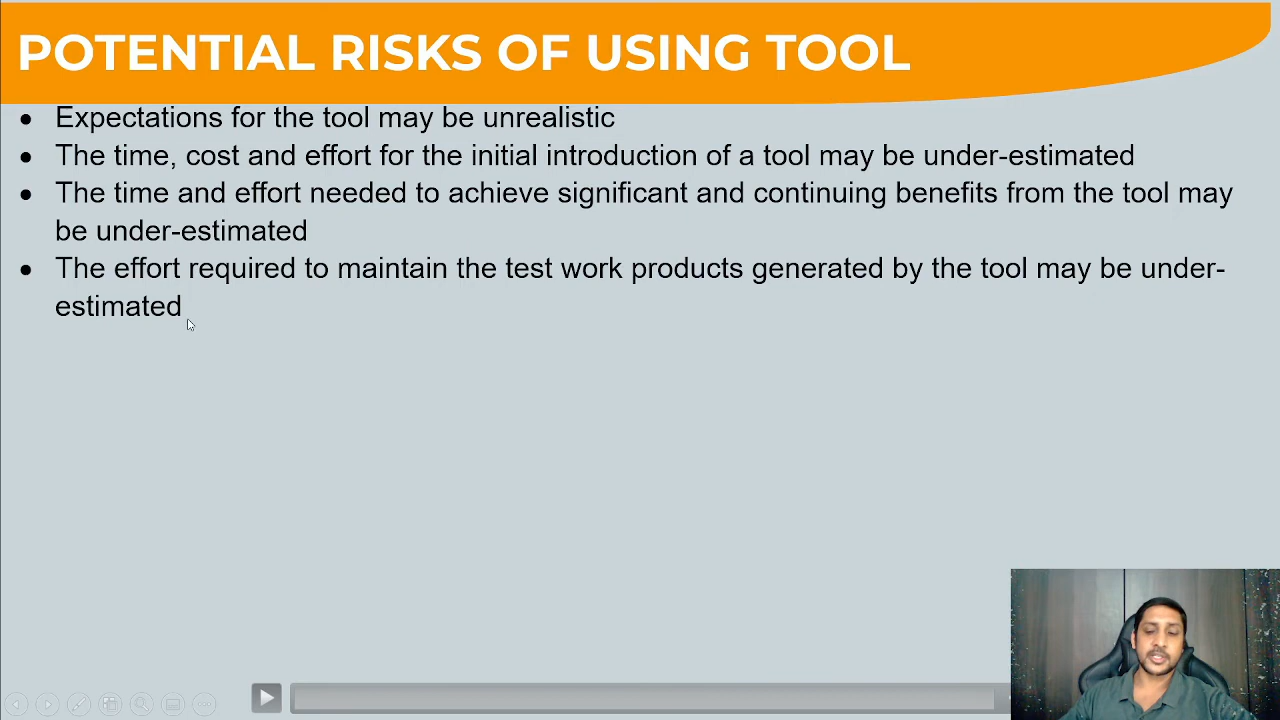 POTENTIAL RISKS OF USING TOOL
• Expectations for the tool may be unrealistic
• The time, cost and effort for the initial introduction of a tool may be under-estimated
• The time and effort needed to achieve significant and continuing benefits from the tool may
be under-estimated
• The effort required to maintain the test work products generated by the tool may be under-
estimated